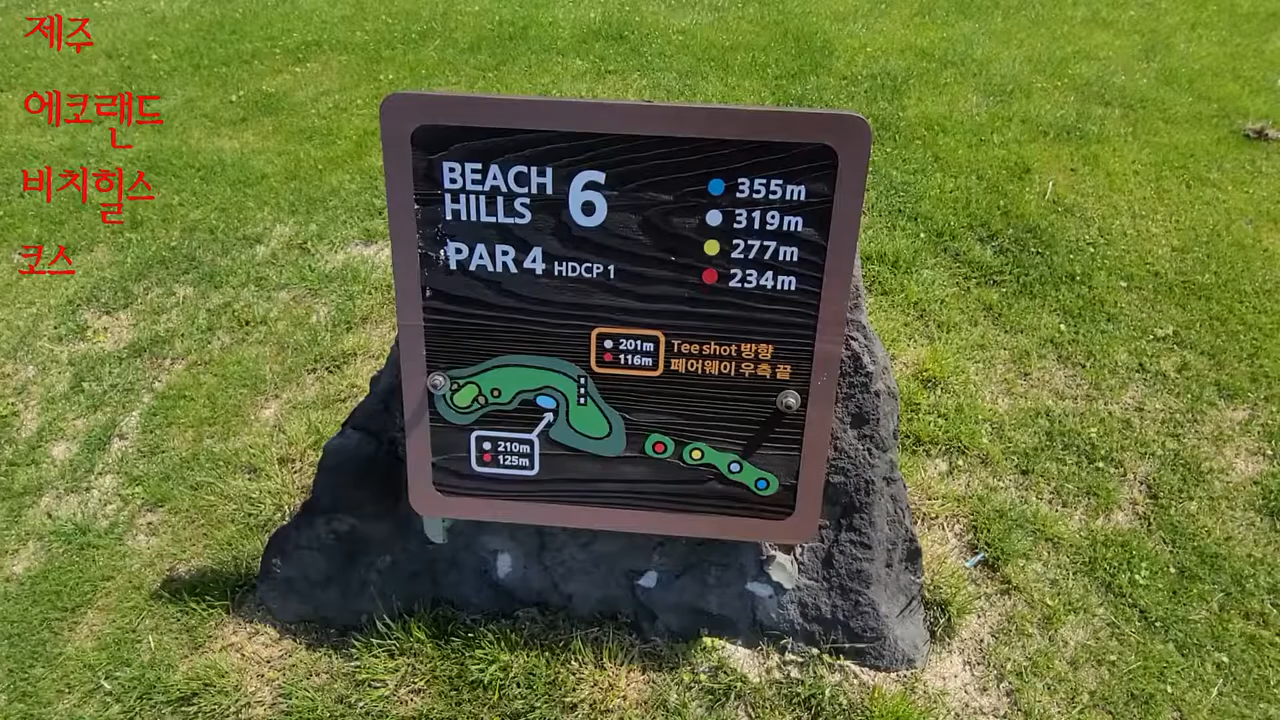 제주
에코랜드
비치힐스
코스
BEACH
HILLS 6
PAR 4 HDCP 1
355m
319m
277m
234m
201m
116m
Tee shot 방향
페어웨이 우측 끝
210m
125m